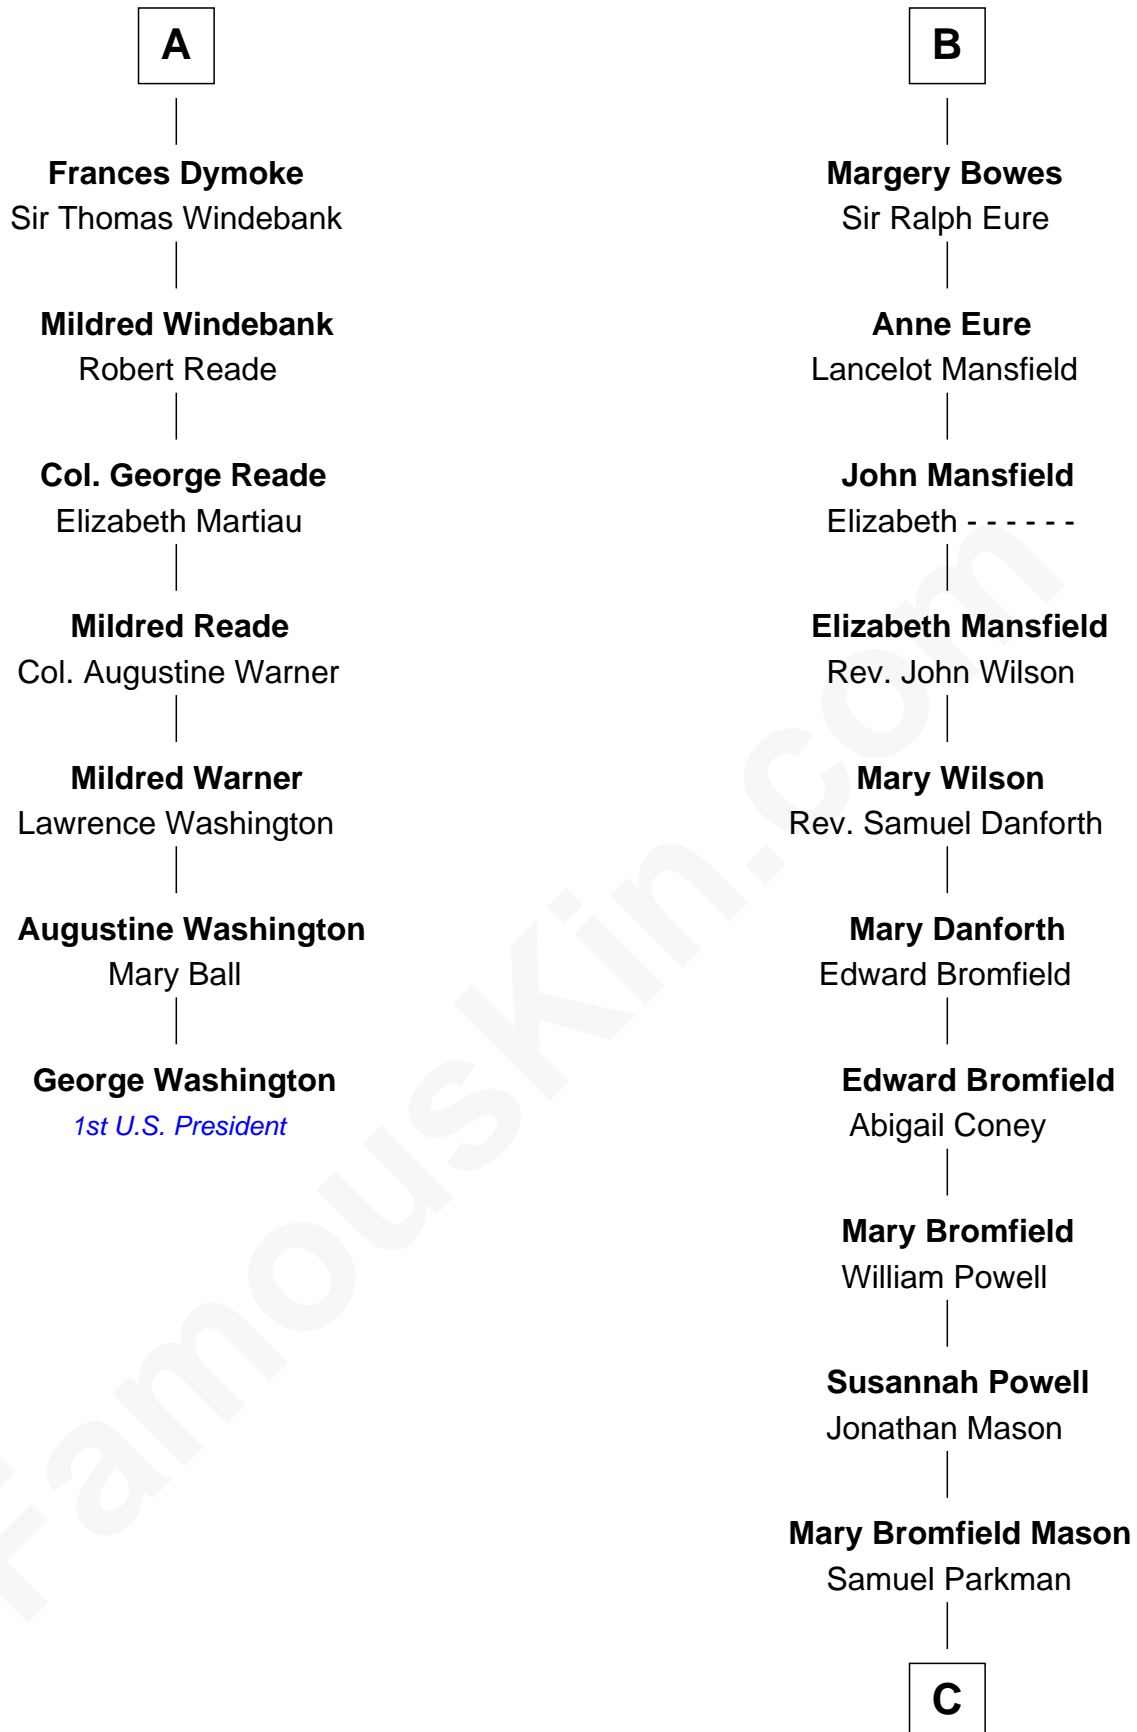 A
Frances Dymoke
Sir Thomas Windebank
Mildred Windebank
Robert Reade
Col. George Reade
Elizabeth Martiau
Mildred Reade
Col. Augustine Warner
Mildred Warner
Lawrence Washington
Augustine Washington
Mary Ball
George Washington
1st U.S. President
B
Margery Bowes
Sir Ralph Eure
Anne Eure
Lancelot Mansfield
John Mansfield
Elizabeth - - - - - -
Elizabeth Mansfield
Rev. John Wilson
Mary Wilson
Rev. Samuel Danforth
Mary Danforth
Edward Bromfield
Edward Bromfield
Abigail Coney
Mary Bromfield
William Powell
Susannah Powell
Jonathan Mason
Mary Bromfield Mason
Samuel Parkman
C
FamousKin.com